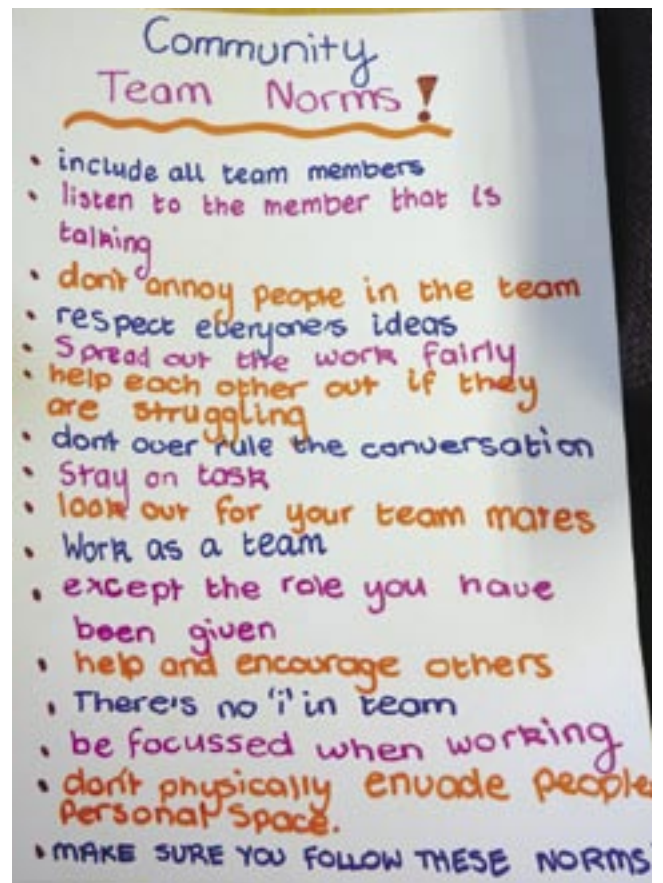 Community
Team Norms!
• include all team members
• listen to the member that is
talking
• don't annoy people in the team
• respect everyone's ideas
• Spread out the work fairly
• help each other out if they
are struggling
• dont over rule the conversation
• Stay on task
• look out for your team mates
• Work as a team
• except the role you have
been given
• help and encourage others
• There's no 'i' in team
• be focussed when working
• don't physically envade people
personal space.
• MAKE SURE YOU FOLLOW THESE NORMS